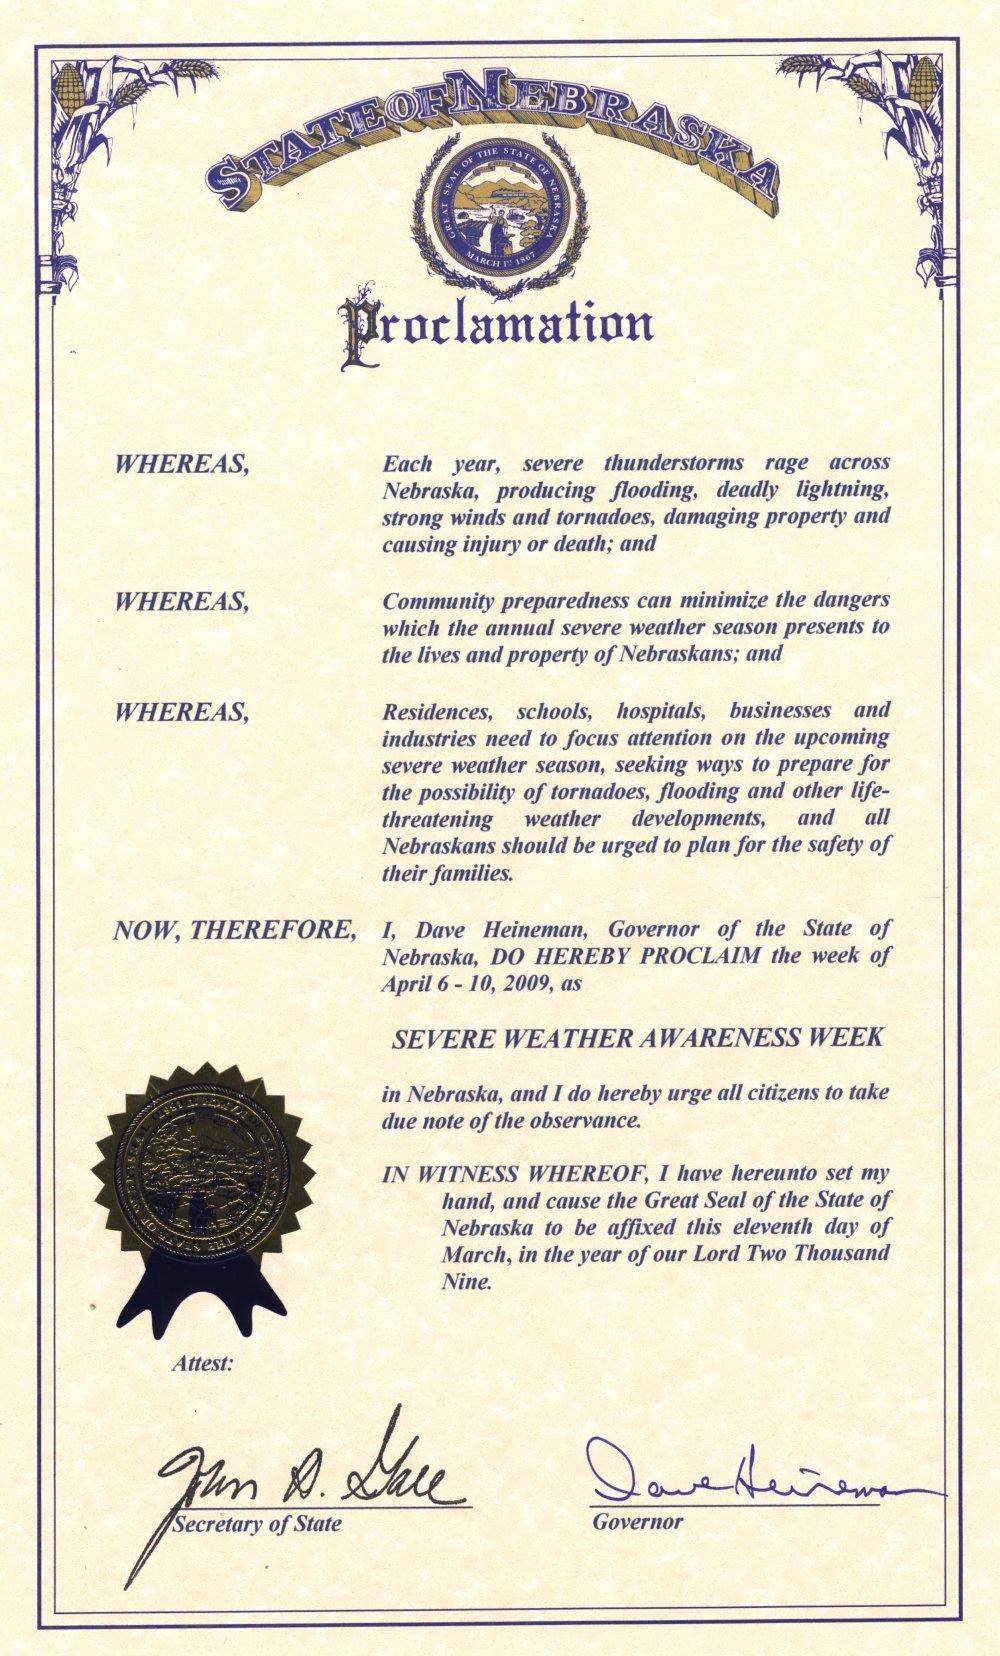 STATE OF NEBRASKA
GREAT SEAL OF THE STATE OF NEBRASKA
MARCH 1ST 1867
Proclamation
WHEREAS,
Each year, severe thunderstorms rage across
Nebraska, producing flooding, deadly lightning,
strong winds and tornadoes, damaging property and
causing injury or death; and
WHEREAS,
Community preparedness can minimize the dangers
which the annual severe weather season presents to
the lives and property of Nebraskans; and
WHEREAS,
Residences, schools, hospitals, businesses and
industries need to focus attention on the upcoming
severe weather season, seeking ways to prepare for
the possibility of tornadoes, flooding and other life-
threatening weather developments, and all
Nebraskans should be urged to plan for the safety of
their families.
NOW, THEREFORE,
I, Dave Heineman, Governor of the State of
Nebraska, DO HEREBY PROCLAIM the week of
April 6 - 10, 2009, as
SEVERE WEATHER AWARENESS WEEK
in Nebraska, and I do hereby urge all citizens to take
due note of the observance.
IN WITNESS WHEREOF, I have hereunto set my
hand, and cause the Great Seal of the State of
Nebraska to be affixed this eleventh day of
March, in the year of our Lord Two Thousand
Nine.
Attest:
John A. Gale
Secretary of State
Dave Heineman
Governor